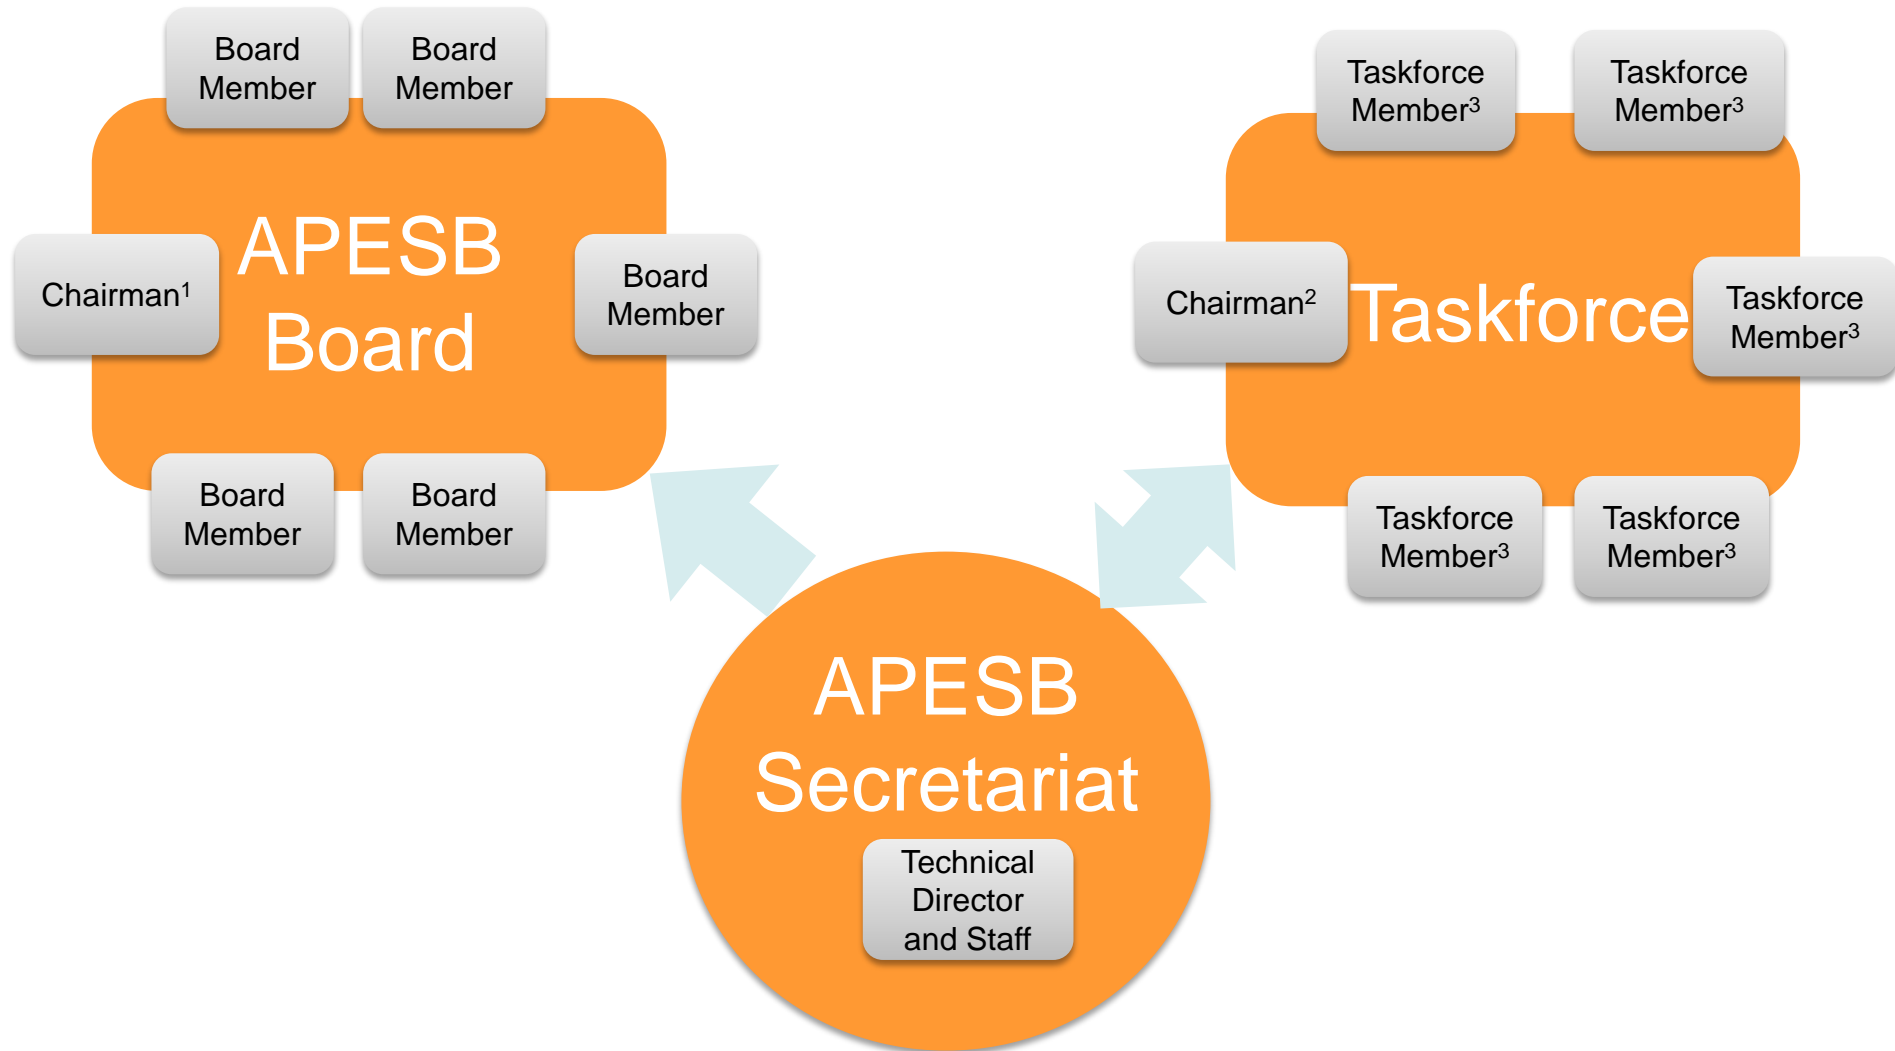 Board
Member
Board
Member
APESB
Board
Chairman¹
Board
Member
Board
Member
Board
Member
Taskforce
Member³
Taskforce
Member³
Chairman²
Taskforce
Taskforce
Member³
Taskforce
Member³
Taskforce
Member³
APESB
Secretariat
Technical
Director
and Staff